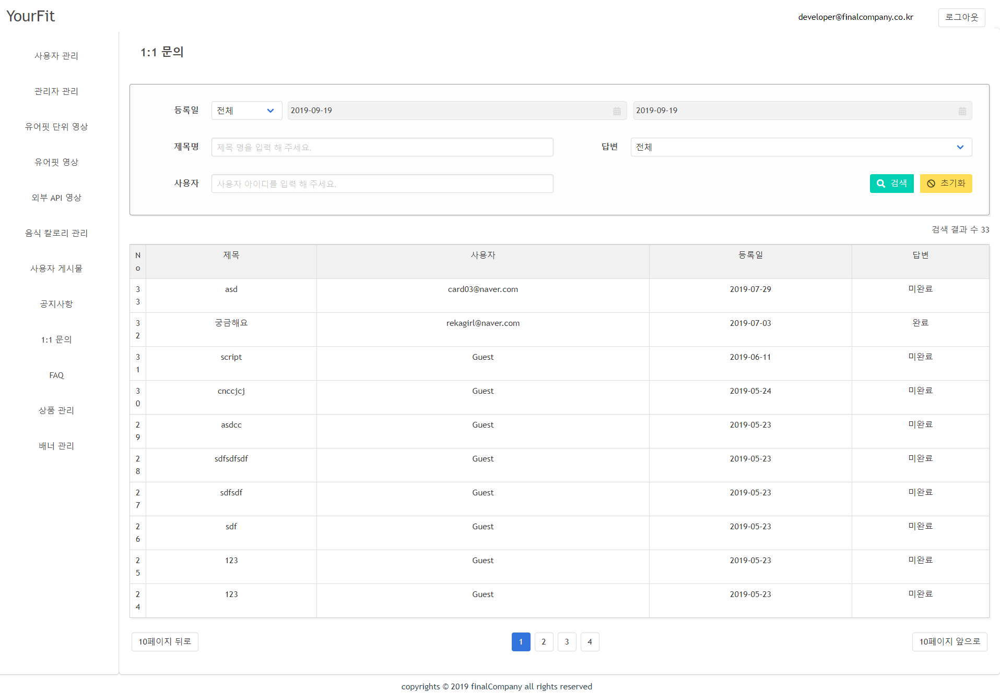 YourFit
developer@finalcompany.co.kr
로그아웃
사용자 관리
관리자 관리
유어핏 단위 영상
유어핏 영상
외부 API 영상
음식 칼로리 관리
사용자 게시물
공지사항
1:1 문의
FAQ
상품 관리
배너 관리
1:1 문의
등록일 전체 2019-09-19 2019-09-19
제목명 제목 명을 입력 해 주세요. 답변 전체
사용자 사용자 아이디를 입력 해 주세요. 검색 초기화
검색 결과 수 33
No 제목 사용자 등록일 답변
33 asd card03@naver.com 2019-07-29 미완료
32 궁금해요 rekagirl@naver.com 2019-07-03 완료
31 script Guest 2019-06-11 미완료
30 cnccjcj Guest 2019-05-24 미완료
29 asdcc Guest 2019-05-23 미완료
28 sdfsdfsdf Guest 2019-05-23 미완료
27 sdfsdf Guest 2019-05-23 미완료
26 sdf Guest 2019-05-23 미완료
25 123 Guest 2019-05-23 미완료
24 123 Guest 2019-05-23 미완료
10페이지 뒤로 1 2 3 4 10페이지 앞으로
copyrights © 2019 finalCompany all rights reserved